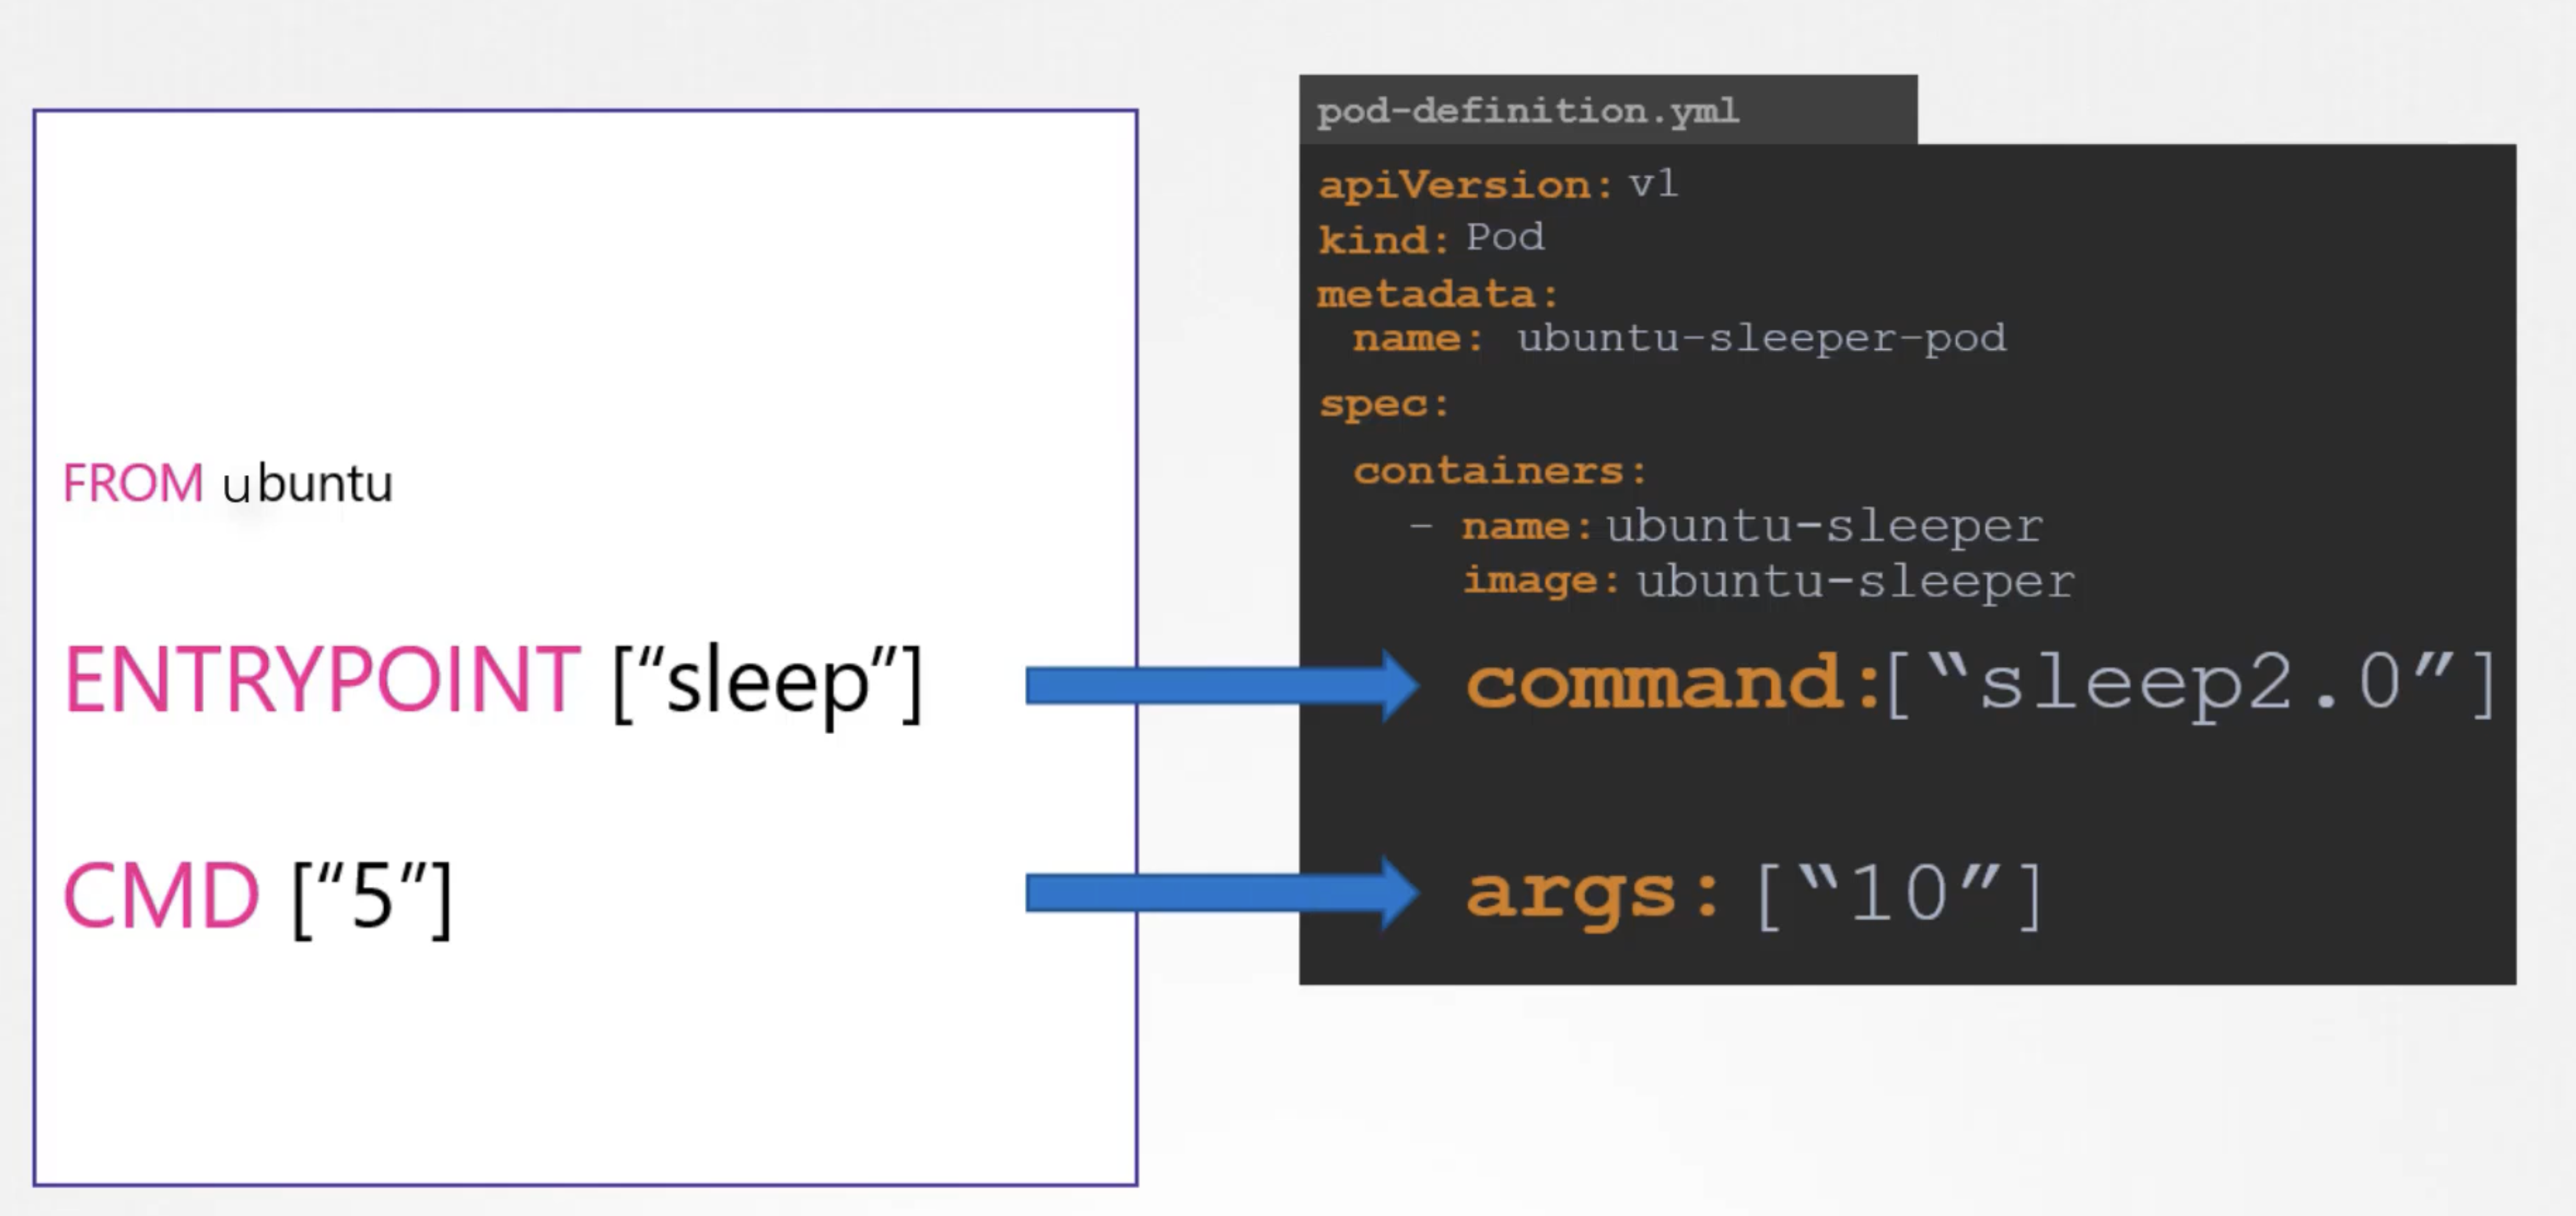 FROM ubuntu
ENTRYPOINT [“sleep”]
CMD [“5”]
pod-definition.yml
apiVersion: v1
kind: Pod
metadata:
name: ubuntu-sleeper-pod
spec:
containers:
- name: ubuntu-sleeper
image: ubuntu-sleeper
command:[“sleep2.0”]
args: [“10”]